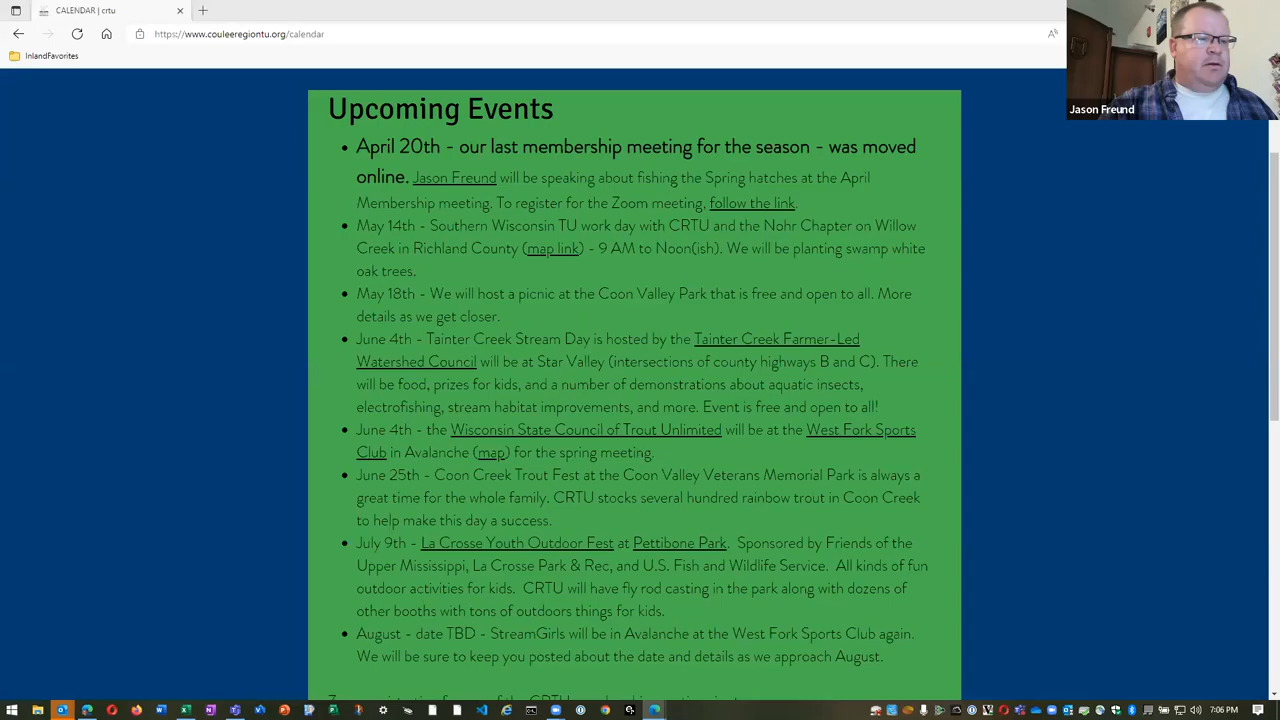 CALENDAR | crtu
https://www.couleeregiontu.org/calendar
InlandFavorites
Jason Freund
Upcoming Events
April 20th - our last membership meeting for the season - was moved
online. Jason Freund will be speaking about fishing the Spring hatches at the April
Membership meeting. To register for the Zoom meeting, follow the link.
May 14th - Southern Wisconsin TU work day with CRTU and the Nohr Chapter on Willow
Creek in Richland County (map link) - 9 AM to Noon(ish). We will be planting swamp white
oak trees.
May 18th - We will host a picnic at the Coon Valley Park that is free and open to all. More
details as we get closer.
June 4th - Tainter Creek Stream Day is hosted by the Tainter Creek Farmer-Led
Watershed Council will be at Star Valley (intersections of county highways B and C). There
will be food, prizes for kids, and a number of demonstrations about aquatic insects,
electrofishing, stream habitat improvements, and more. Event is free and open to all!
June 4th - the Wisconsin State Council of Trout Unlimited will be at the West Fork Sports
Club in Avalanche (map) for the spring meeting.
June 25th - Coon Creek Trout Fest at the Coon Valley Veterans Memorial Park is always a
great time for the whole family. CRTU stocks several hundred rainbow trout in Coon Creek
to help make this day a success.
July 9th - La Crosse Youth Outdoor Fest at Pettibone Park. Sponsored by Friends of the
Upper Mississippi, La Crosse Park & Rec, and U.S. Fish and Wildlife Service. All kinds of fun
outdoor activities for kids. CRTU will have fly rod casting in the park along with dozens of
other booths with tons of outdoors things for kids.
August - date TBD - StreamGirls will be in Avalanche at the West Fork Sports Club again.
We will be sure to keep you posted about the date and details as we approach August.
7:06 PM